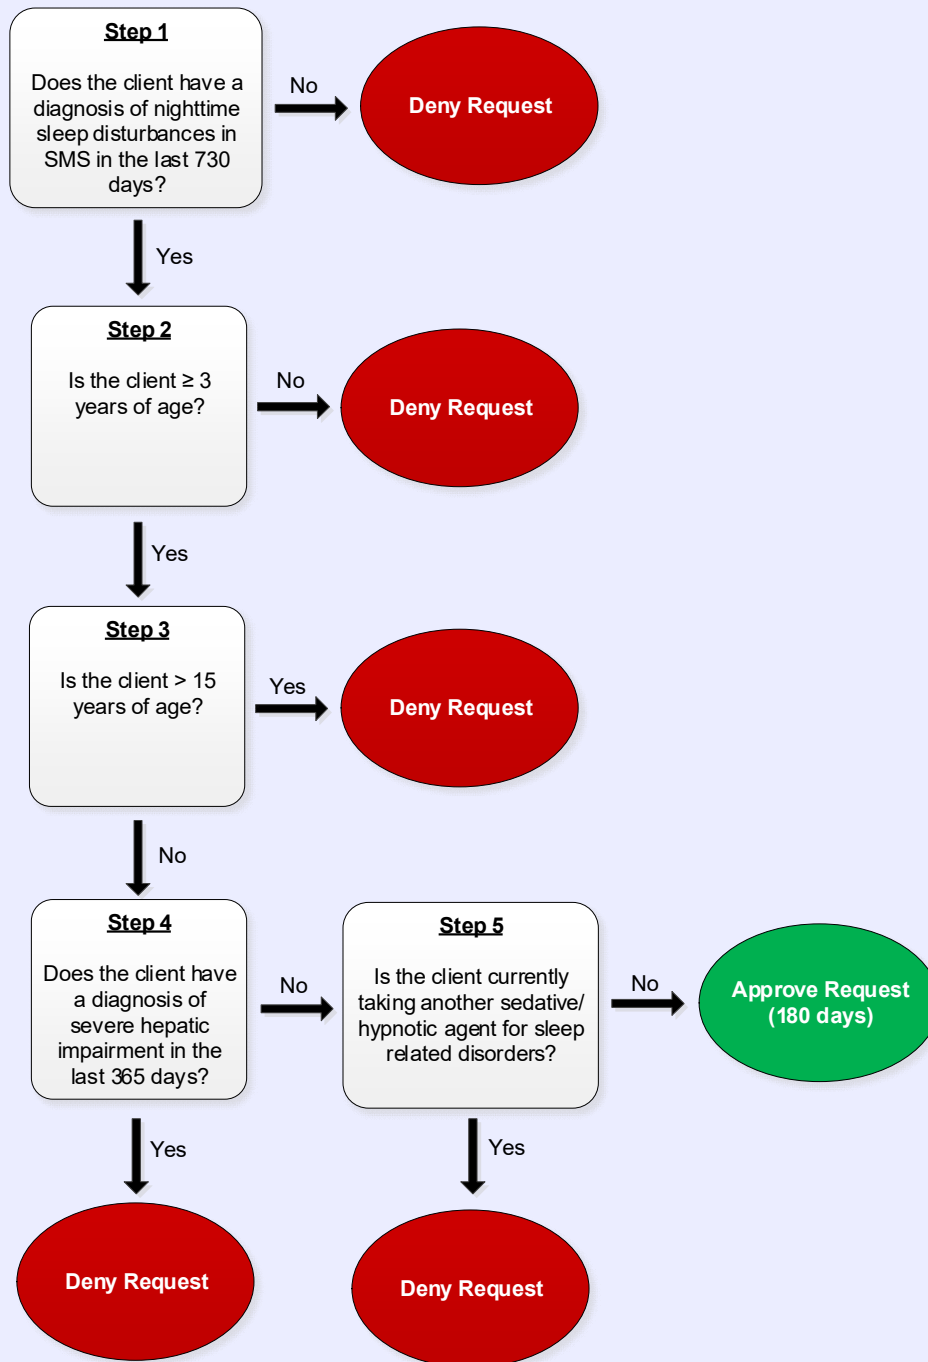 Step 1
Does the client have a
diagnosis of nighttime
sleep disturbances in
SMS in the last 730
days?
No
Deny Request
Yes
Step 2
Is the client ≥ 3
years of age?
No
Deny Request
Yes
Step 3
Is the client > 15
years of age?
Yes
Deny Request
No
Step 4
Does the client have
a diagnosis of
severe hepatic
impairment in the
last 365 days?
No
Step 5
Is the client currently
taking another sedative/
hypnotic agent for sleep
related disorders?
No
Approve Request
(180 days)
Yes
Deny Request
Yes
Deny Request